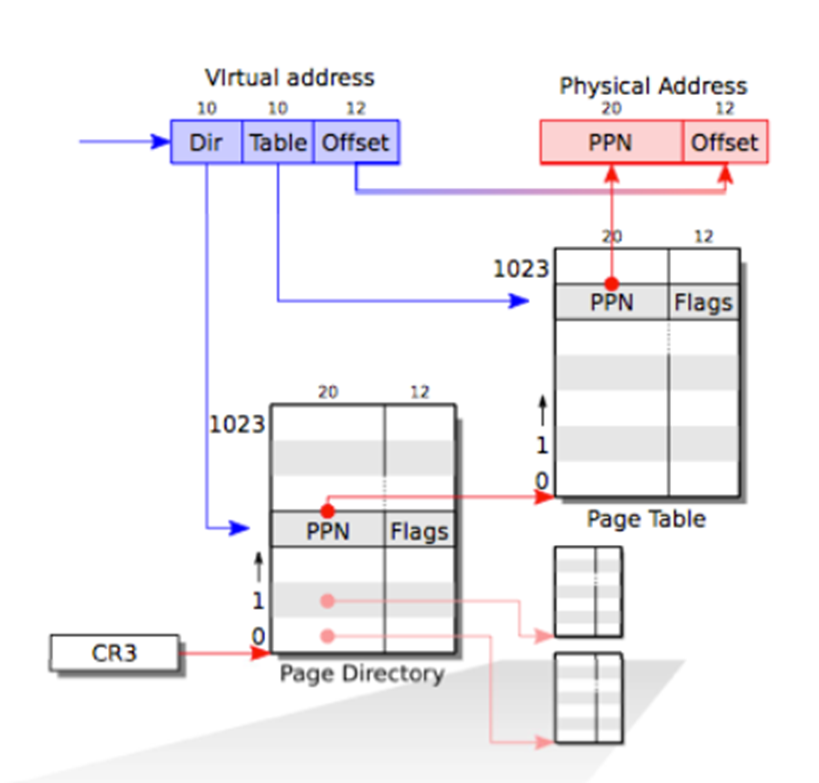 VIrtual address
10 10 12
Dir Table Offset
Physical Address
20 12
PPN Offset
20 12
1023
PPN Flags
1
0
Page Table
20 12
1023
PPN Flags
1
0
Page Directory
CR3